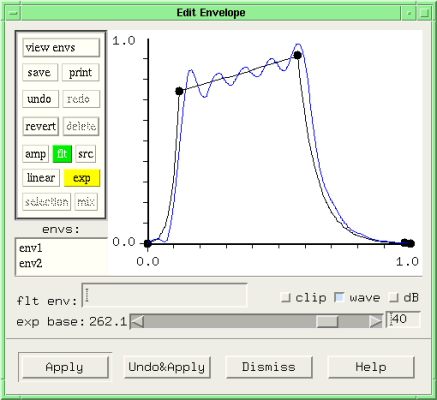 Edit Envelope
view envs
save print
undo redo
revert delete
amp flt src
linear exp
selection mix
envs:
env1
env2
1.0
0.0
0.0 1.0
flt env:
clip wave dB
exp base: 262.1 40
Apply Undo&Apply Dismiss Help